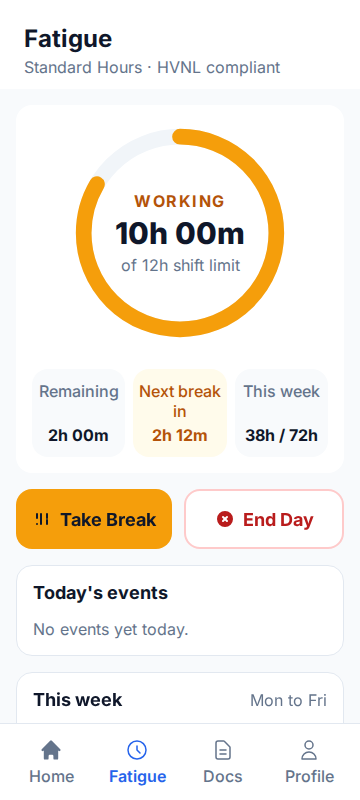 Fatigue
Standard Hours · HVNL compliant
WORKING
10h 00m
of 12h shift limit
Remaining
2h 00m
Next break
in
2h 12m
This week
38h / 72h
Take Break
End Day
Today's events
No events yet today.
This week
Mon to Fri
Home
Fatigue
Docs
Profile